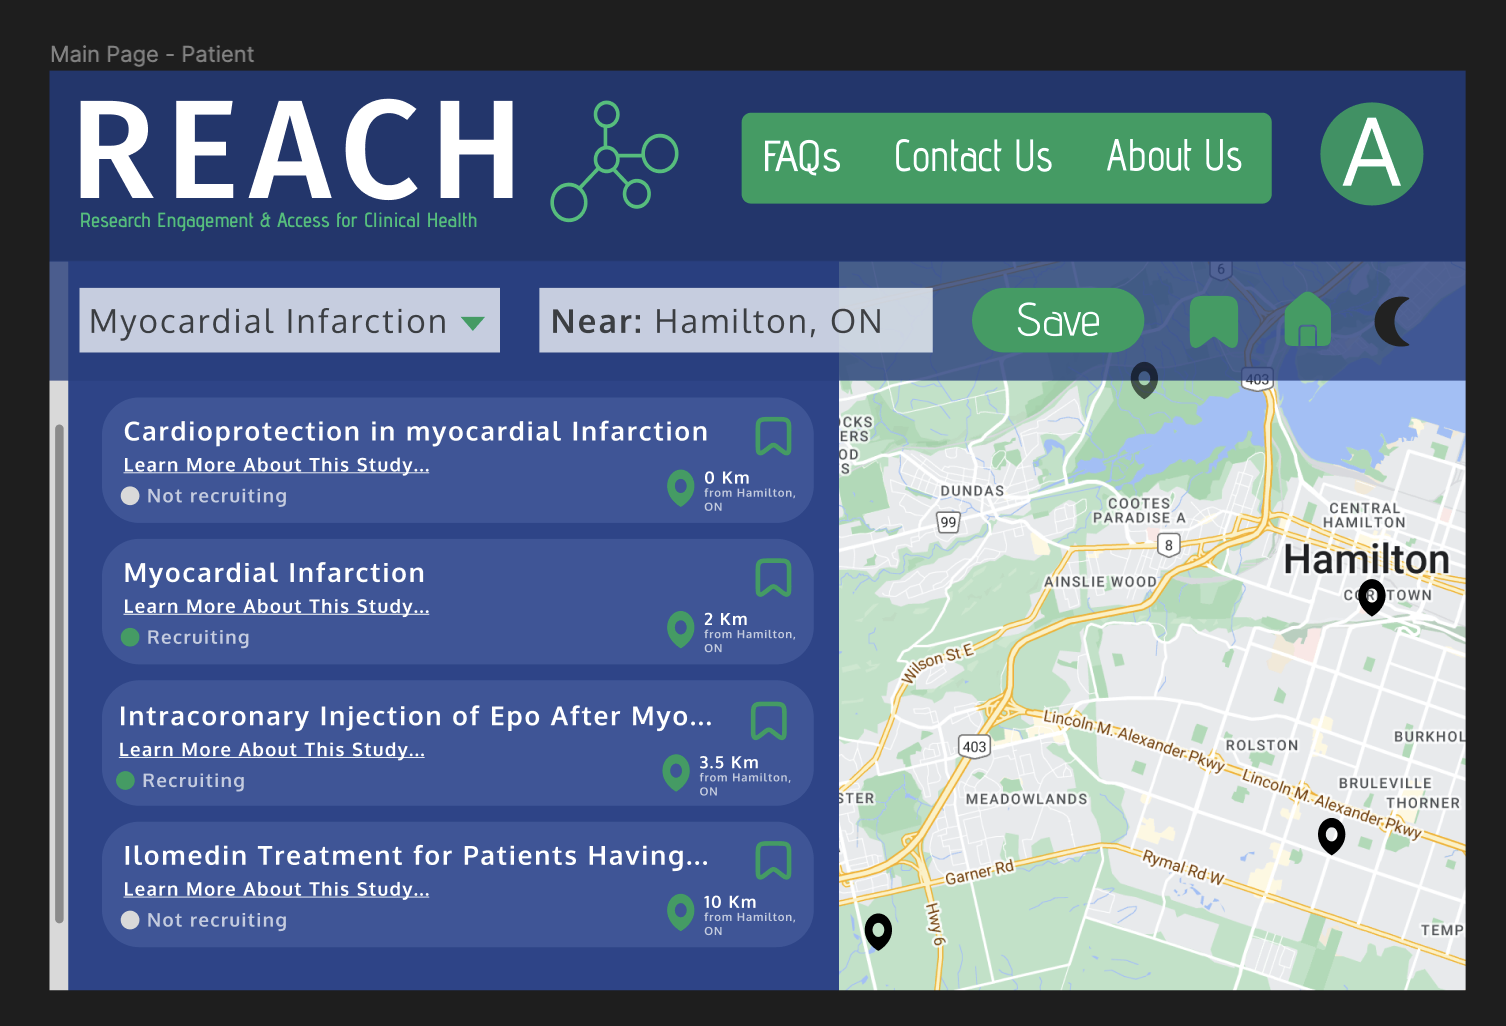 Main Page - Patient
REACH
Research Engagement & Access for Clinical Health
FAQs
Contact Us
About Us
A
Myocardial Infarction
Near: Hamilton, ON
Save
Cardioprotection in myocardial Infarction
Learn More About This Study...
Not recruiting
0 Km
from Hamilton,
ON
Myocardial Infarction
Learn More About This Study...
Recruiting
2 Km
from Hamilton,
ON
Intracoronary Injection of Epo After Myo...
Learn More About This Study...
Recruiting
3.5 Km
from Hamilton,
ON
Ilomedin Treatment for Patients Having...
Learn More About This Study...
Not recruiting
10 Km
from Hamilton,
ON
6
403
OCKS
ERS
OD
S
DUNDAS
99
COOTES
PARADISE A
8
CENTRAL
HAMILTON
Hamilton
AINSLIE WOOD
TOWN
Wilson St E
Lincoln M. Alexander Pkwy
403
ROLSTON
BURKHOL
Lincoln M. Alexander Pkwy
BRULEVILLE
THORNER
STER
MEADOWLANDS
Garner Rd
Rymal Rd W
Hwy 6
TEMP